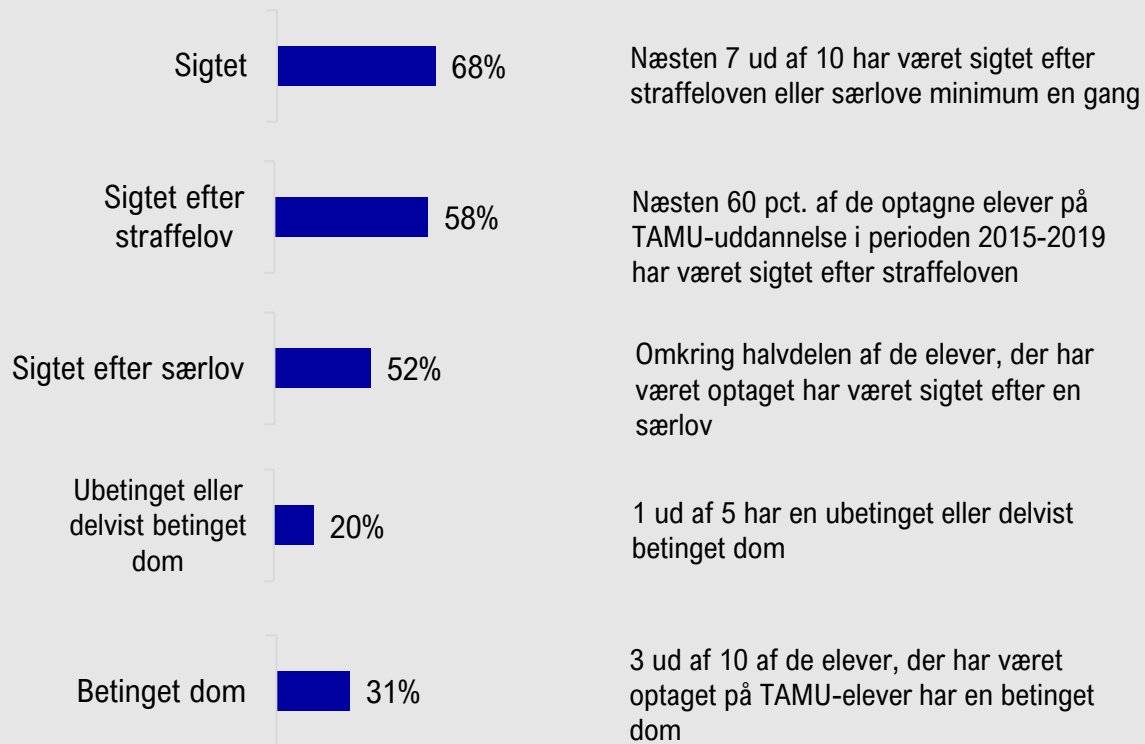 Sigtet
68%
Næsten 7 ud af 10 har været sigtet efter
straffeloven eller særlove minimum en gang
Sigtet efter
straffelov
58%
Næsten 60 pct. af de optagne elever på
TAMU-uddannelse i perioden 2015-2019
har været sigtet efter straffeloven
Sigtet efter særlov
52%
Omkring halvdelen af de elever, der har
været optaget har været sigtet efter en
særlov
Ubetinget eller
delvist betinget
dom
20%
1 ud af 5 har en ubetinget eller delvist
betinget dom
Betinget dom
31%
3 ud af 10 af de elever, der har været
optaget på TAMU-elever har en betinget
dom